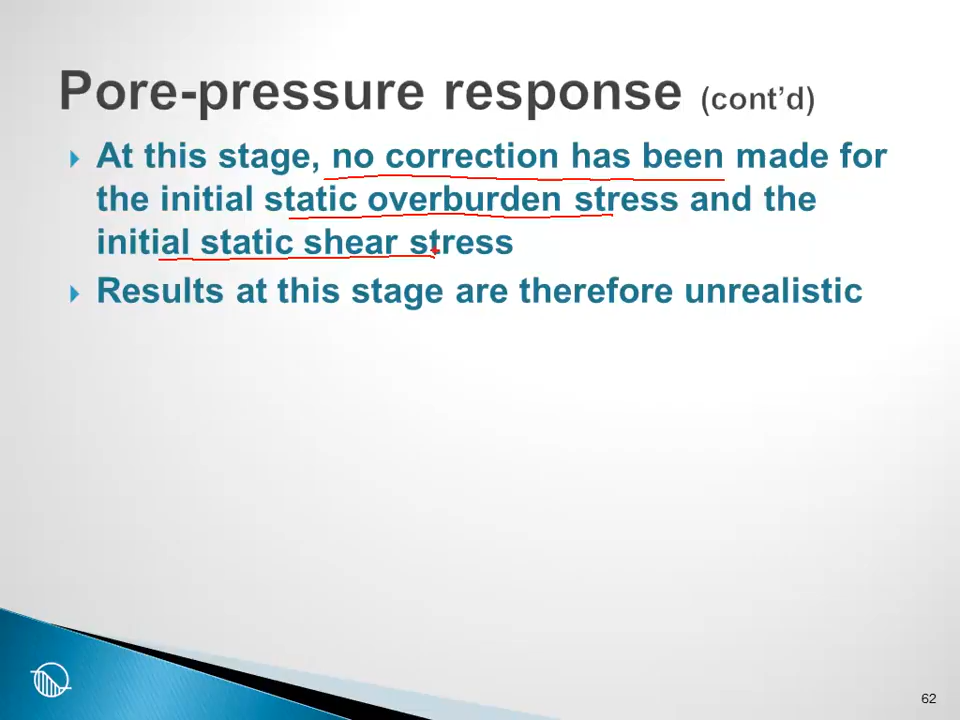 Pore-pressure response (cont’d)
At this stage, no correction has been made for
the initial static overburden stress and the
initial static shear stress
Results at this stage are therefore unrealistic
62